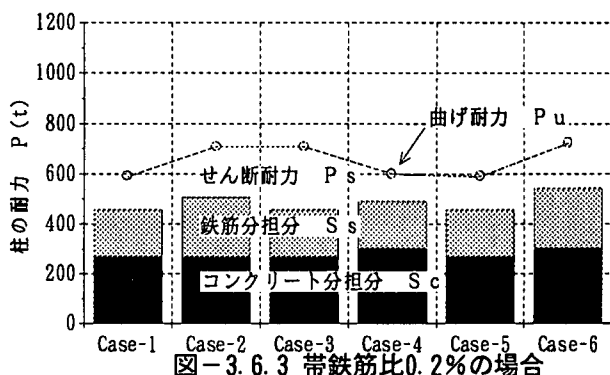 柱の耐力 P(t)
1200
1000
800
600
400
200
0
曲げ耐力 Pu
せん断耐力 Ps
鉄筋分担分 Ss
コンクリート分担分 Sc
Case-1 Case-2 Case-3 Case-4 Case-5 Case-6
図-3.6.3 帯鉄筋比0.2%の場合